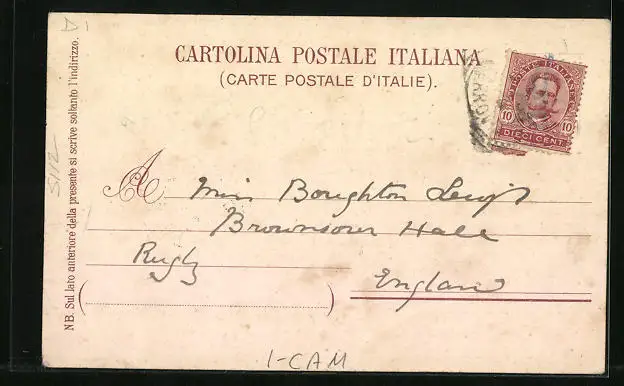 CARTOLINA POSTALE ITALIANA
(CARTE POSTALE D'ITALIE).
POSTE ITALIANE
10 10
DIECI CENT.
A Miss Boughton Leigh
Brownsover Hall
Rugby
England
NB. Sul lato anteriore della presente si scrive soltanto l'indirizzo.
I-CAM